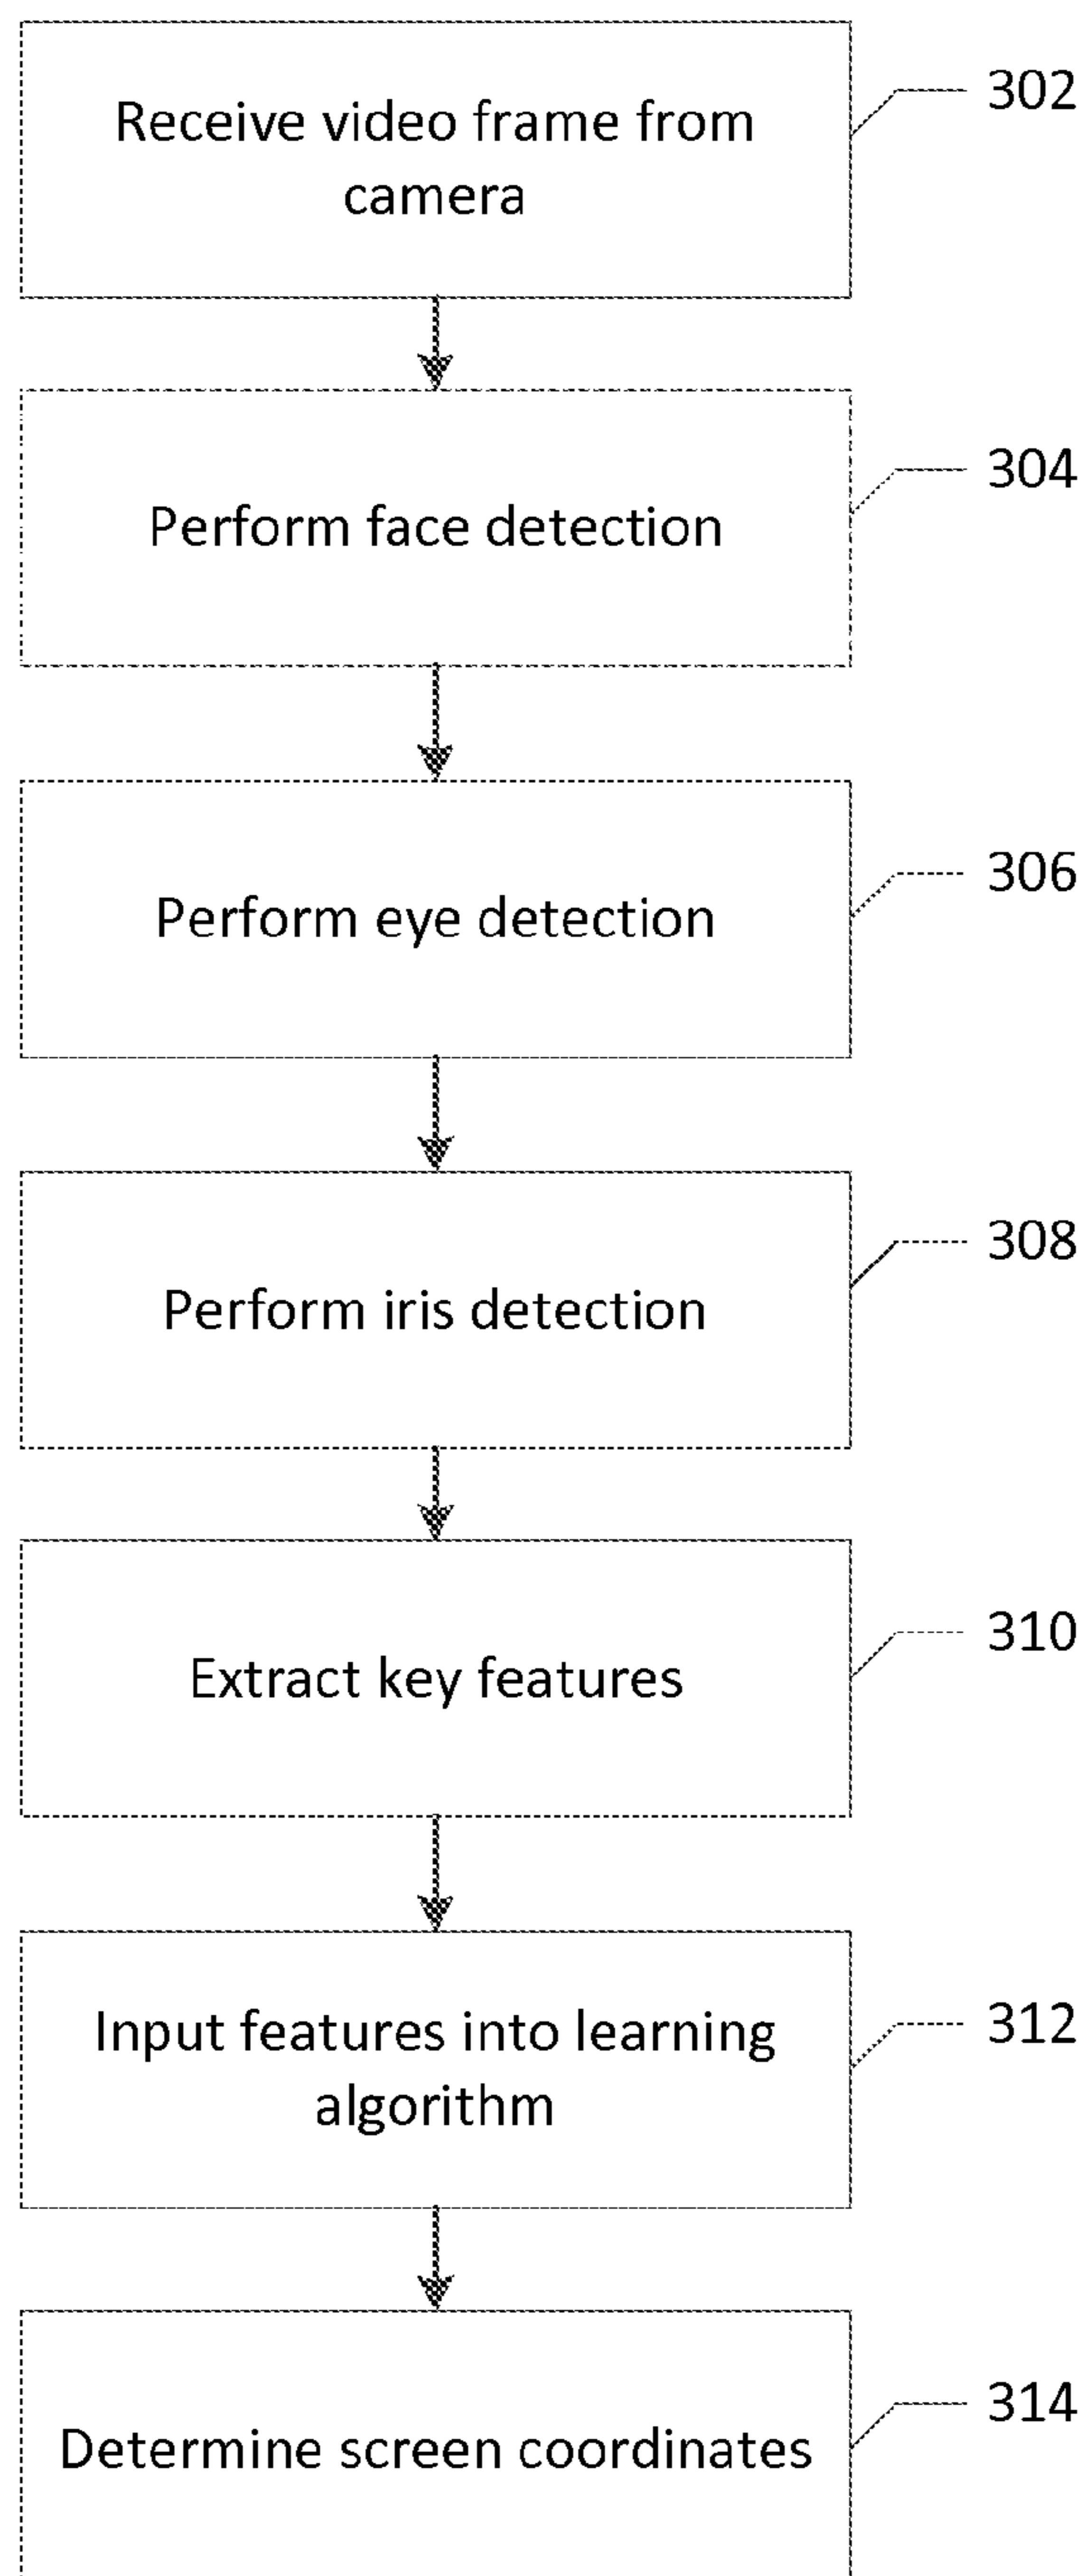 Receive video frame from
camera
302
Perform face detection
304
Perform eye detection
306
Perform iris detection
308
Extract key features
310
Input features into learning
algorithm
312
Determine screen coordinates
314